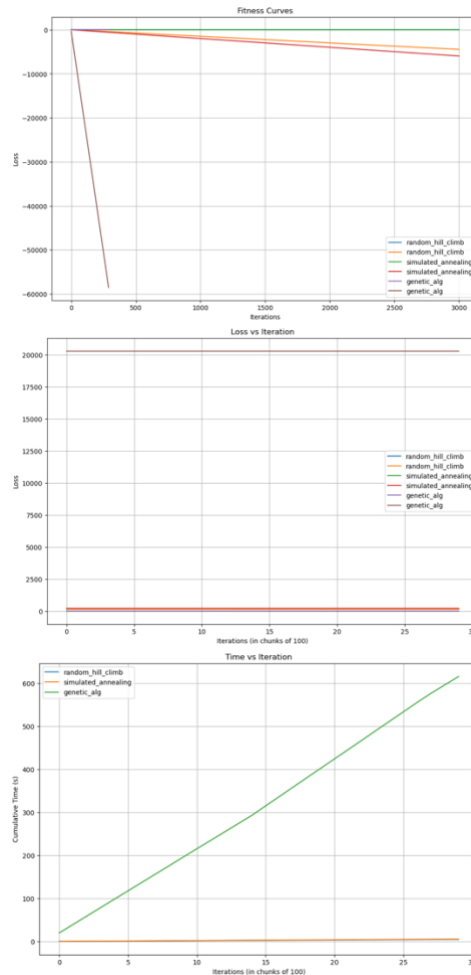 Fitness Curves
0
−10000
−20000
−30000
−40000
−50000
−60000
Loss
random_hill_climb
random_hill_climb
simulated_annealing
simulated_annealing
genetic_alg
genetic_alg
0 500 1000 1500 2000 2500 3000
Iterations
Loss vs Iteration
20000
17500
15000
12500
10000
7500
5000
2500
0
Loss
random_hill_climb
random_hill_climb
simulated_annealing
simulated_annealing
genetic_alg
genetic_alg
0 5 10 15 20 25
Iterations (in chunks of 100)
Time vs Iteration
random_hill_climb
simulated_annealing
genetic_alg
600
500
400
300
200
100
0
Cumulative Time (s)
0 5 10 15 20 25
Iterations (in chunks of 100)